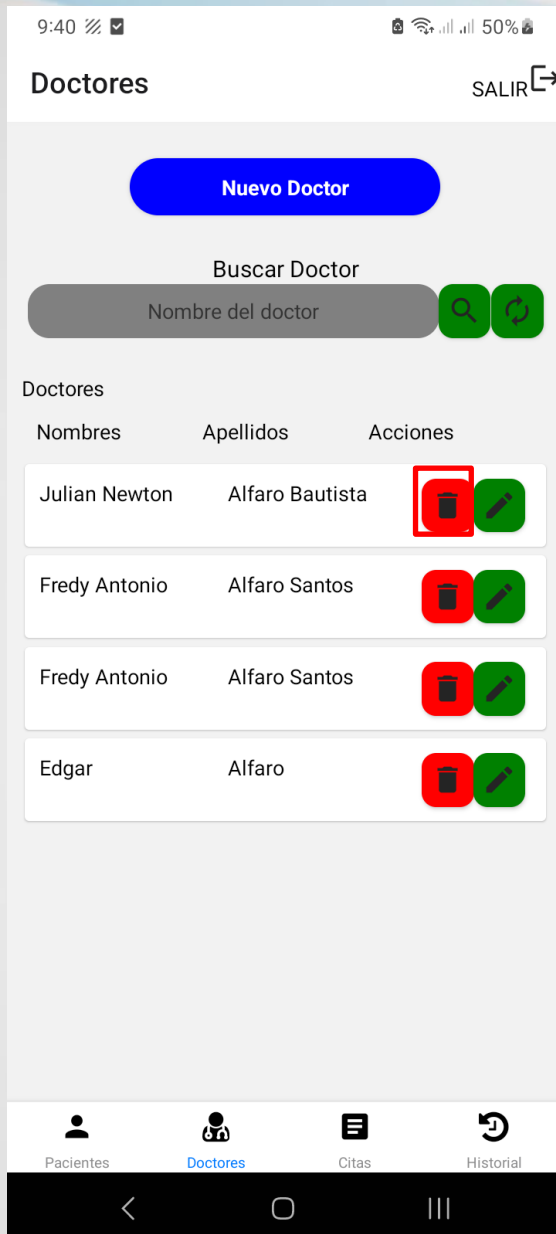 9:40 50%
Doctores SALIR
Nuevo Doctor
Buscar Doctor
Nombre del doctor
Doctores
Nombres Apellidos Acciones
Julian Newton Alfaro Bautista
Fredy Antonio Alfaro Santos
Fredy Antonio Alfaro Santos
Edgar Alfaro
Pacientes Doctores Citas Historial